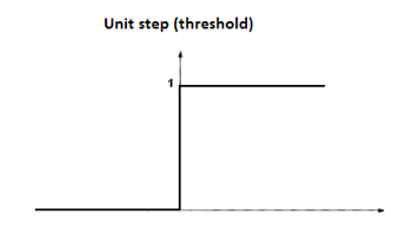 Unit step (threshold)
1